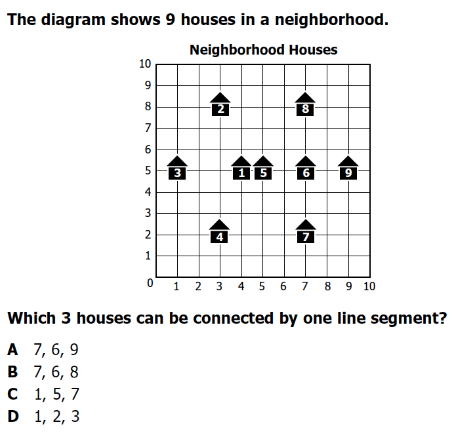 The diagram shows 9 houses in a neighborhood.
Neighborhood Houses
10
9
8
7
6
5
4
3
2
1
0
2 8
3 1 5 6 9
4 7
1 2 3 4 5 6 7 8 9 10
Which 3 houses can be connected by one line segment?
A 7, 6, 9
B 7, 6, 8
C 1, 5, 7
D 1, 2, 3